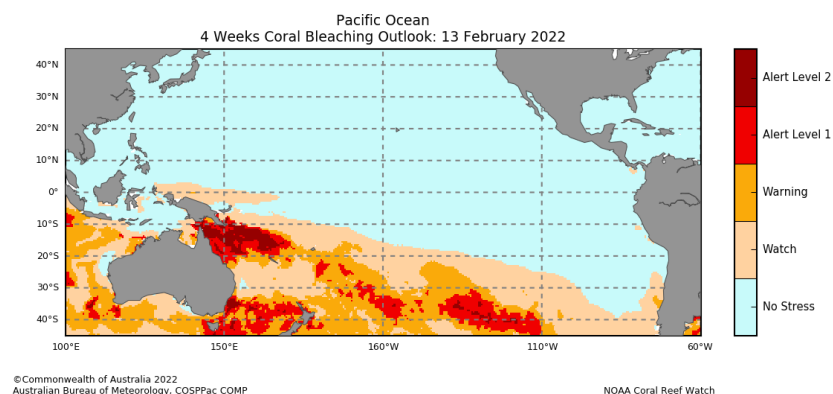 Pacific Ocean
4 Weeks Coral Bleaching Outlook: 13 February 2022
40°N
30°N
20°N
10°N
0°
10°S
20°S
30°S
40°S
100°E
150°E
160°W
110°W
60°W
Alert Level 2
Alert Level 1
Warning
Watch
No Stress
©Commonwealth of Australia 2022
Australian Bureau of Meteorology, COSPPac COMP
NOAA Coral Reef Watch